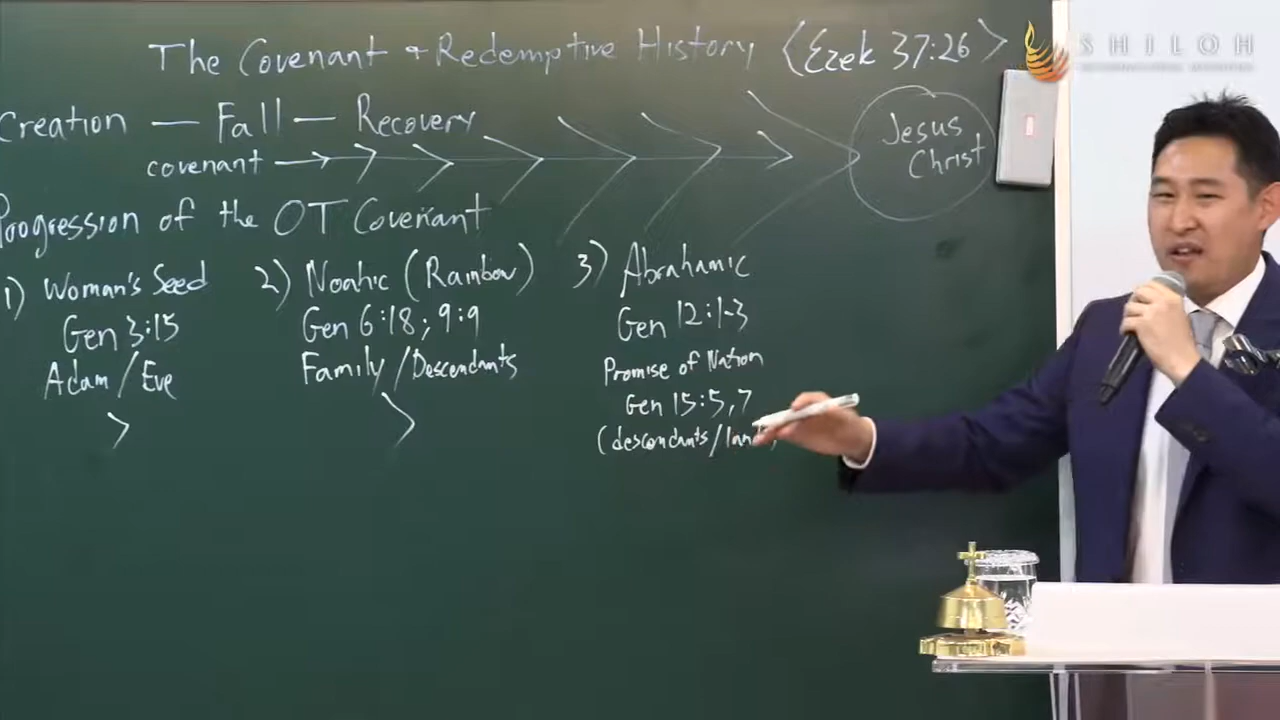 The Covenant & Redemptive History <Ezek 37:26>
SHILOH
Creation — Fall — Recovery
covenant
Jesus
Christ
Progression of the OT Covenant
1) Woman's Seed
Gen 3:15
Adam / Eve
2) Noahic (Rainbow)
Gen 6:18; 9:9
Family / Descendants
3) Abrahamic
Gen 12:1-3
Promise of Nation
Gen 15:5,7
(descendants/land)